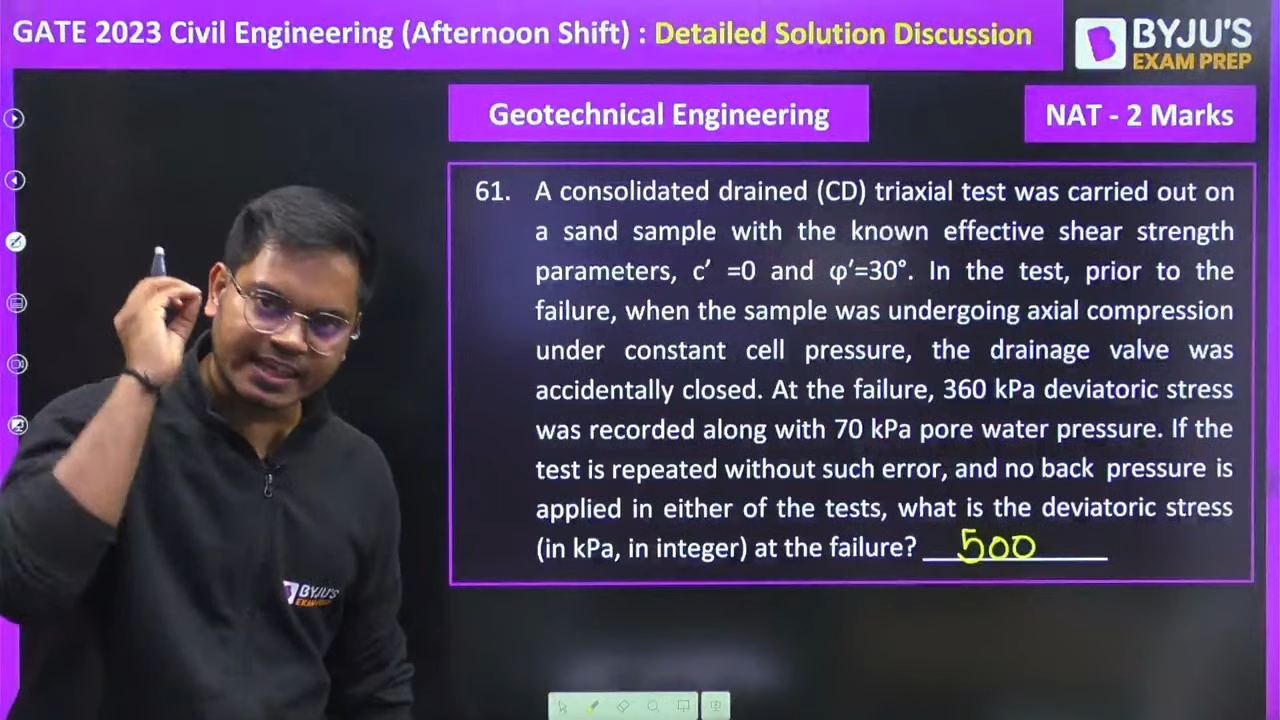 GATE 2023 Civil Engineering (Afternoon Shift) : Detailed Solution Discussion
BYJU'S
EXAM PREP
Geotechnical Engineering
NAT - 2 Marks
61. A consolidated drained (CD) triaxial test was carried out on
a sand sample with the known effective shear strength
parameters, c′ =0 and φ′=30°. In the test, prior to the
failure, when the sample was undergoing axial compression
under constant cell pressure, the drainage valve was
accidentally closed. At the failure, 360 kPa deviatoric stress
was recorded along with 70 kPa pore water pressure. If the
test is repeated without such error, and no back pressure is
applied in either of the tests, what is the deviatoric stress
(in kPa, in integer) at the failure? 500
BYJU'S
EXAM PREP